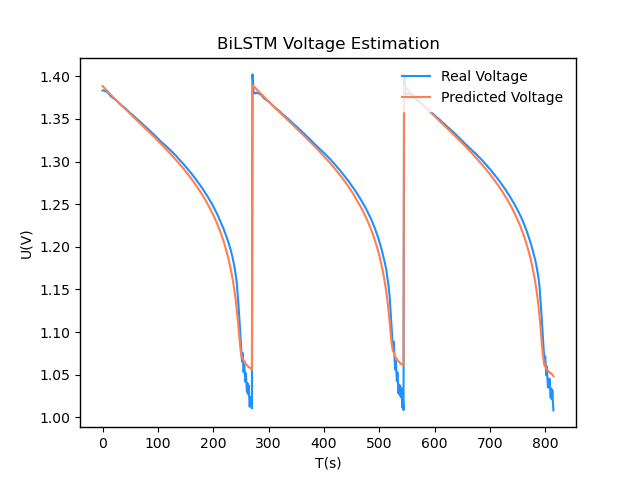 BiLSTM Voltage Estimation
Real Voltage
Predicted Voltage
1.40
1.35
1.30
1.25
1.20
1.15
1.10
1.05
1.00
U(V)
0 100 200 300 400 500 600 700 800
T(s)